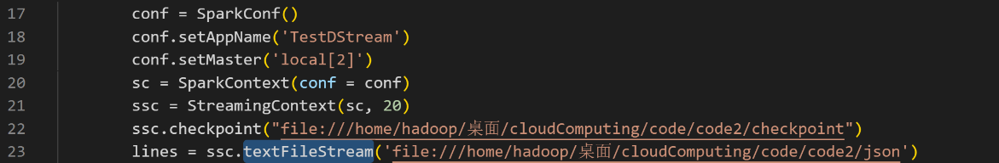 17 conf = SparkConf()
18 conf.setAppName('TestDStream')
19 conf.setMaster('local[2]')
20 sc = SparkContext(conf = conf)
21 ssc = StreamingContext(sc, 20)
22 ssc.checkpoint("file:///home/hadoop/桌面/cloudComputing/code/code2/checkpoint")
23 lines = ssc.textFileStream('file:///home/hadoop/桌面/cloudComputing/code/code2/json')